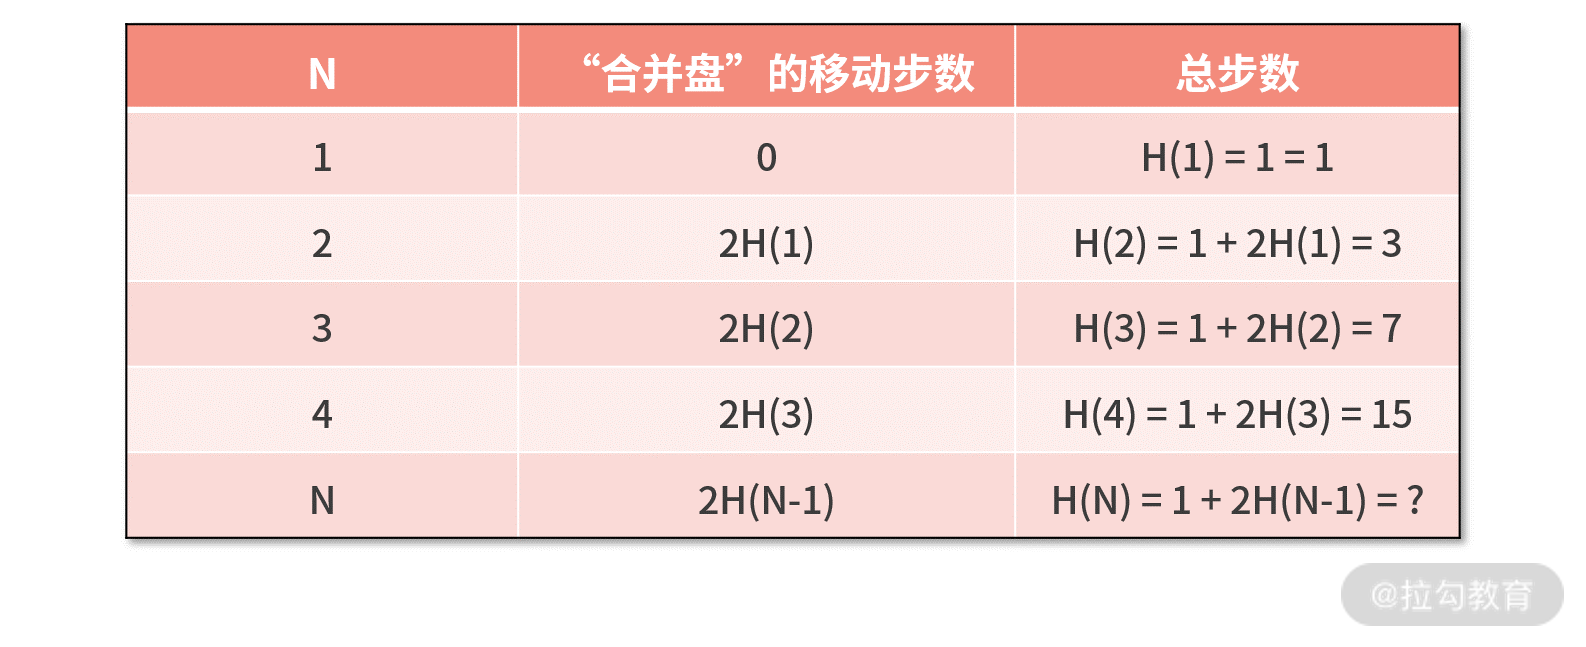 N “合并盘”的移动步数 总步数
1 0 H(1) = 1 = 1
2 2H(1) H(2) = 1 + 2H(1) = 3
3 2H(2) H(3) = 1 + 2H(2) = 7
4 2H(3) H(4) = 1 + 2H(3) = 15
N 2H(N-1) H(N) = 1 + 2H(N-1) = ?
@拉勾教育